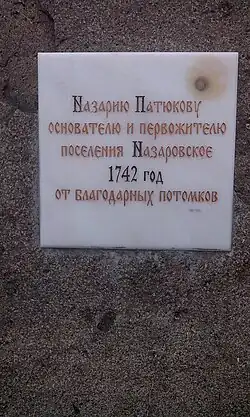 Назарию Патюкову
основателю и первожителю
поселения Назаровское
1742 год
от благодарных потомков